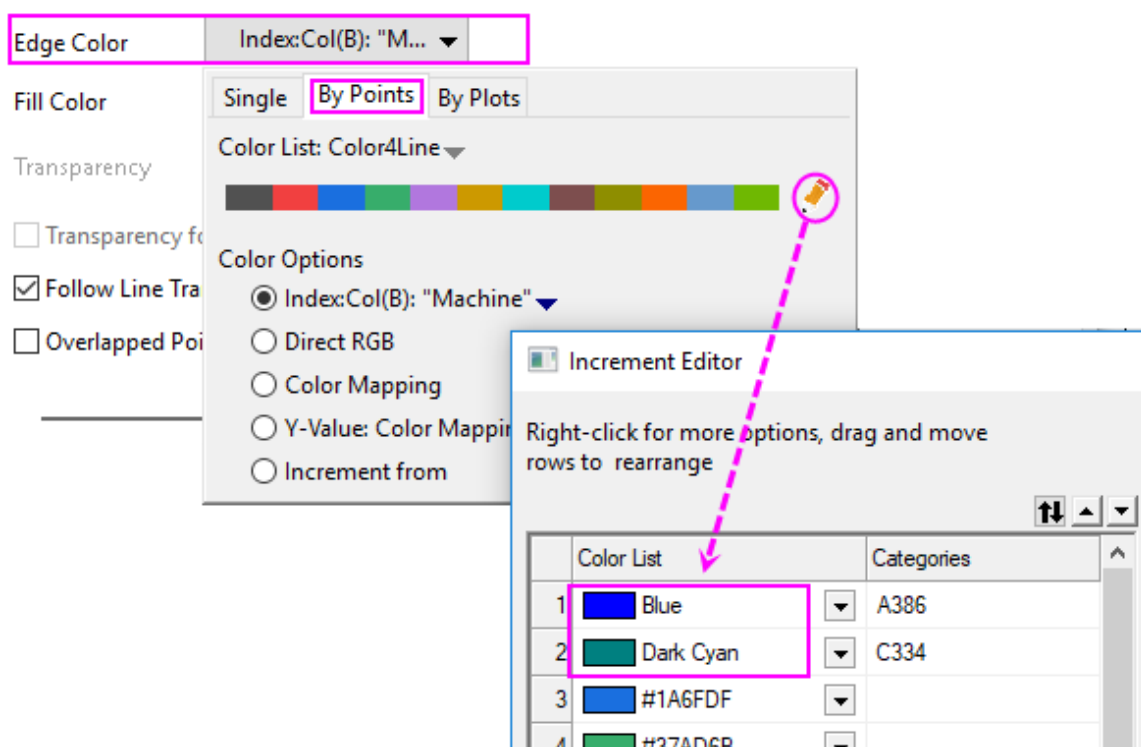 Edge Color
Index:Col(B): "M...
Fill Color
Single
By Points
By Plots
Color List: Color4Line
Transparency
Transparency fo
Color Options
Follow Line Tra
Index:Col(B): "Machine"
Overlapped Poi
Direct RGB
Color Mapping
Y-Value: Color Mappin
Increment from
Increment Editor
Right-click for more options, drag and move
rows to rearrange
Color List
Categories
1 Blue A386
2 Dark Cyan C334
3 #1A6FDF
4 #37AD6B